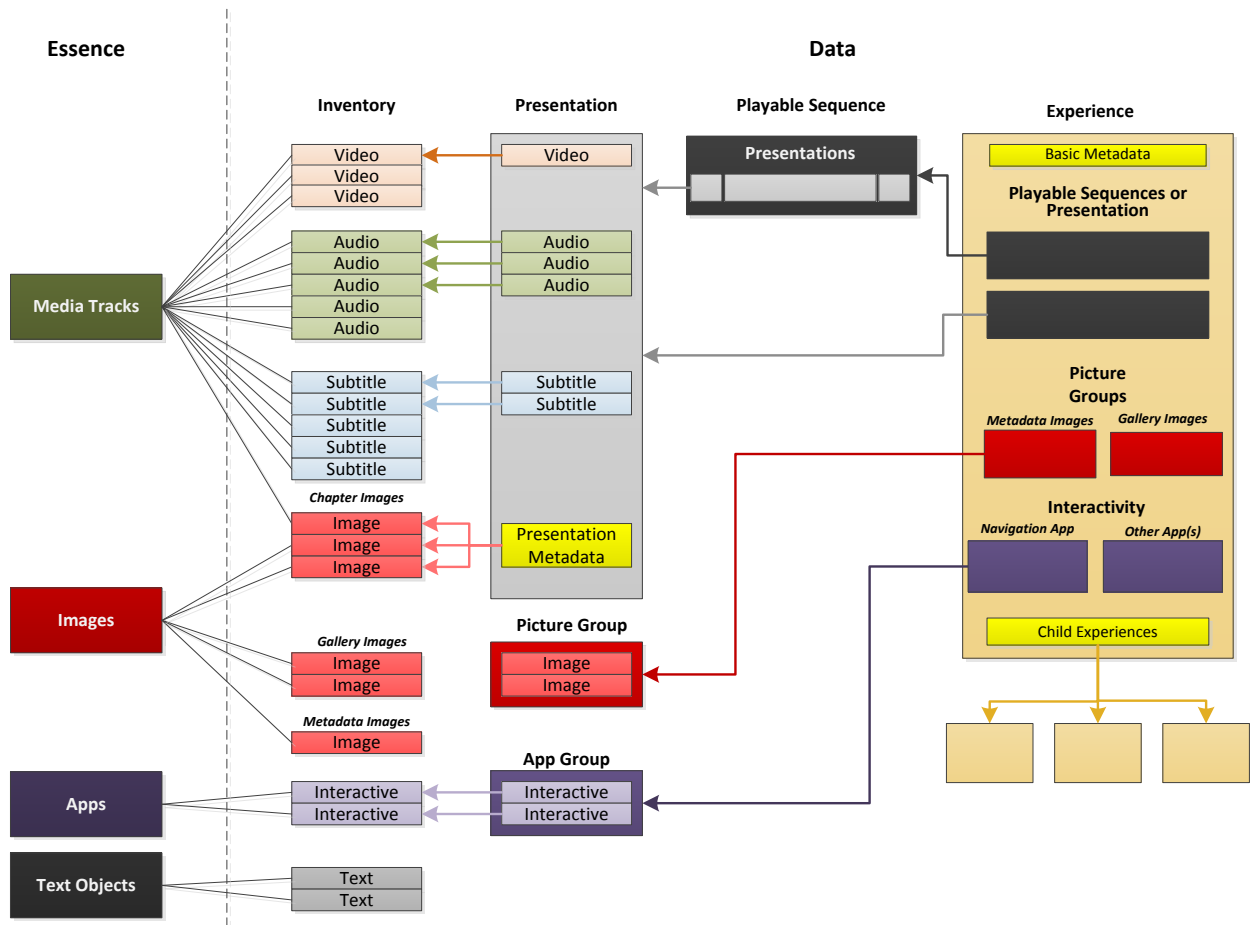 Essence
Data
Inventory
Presentation
Playable Sequence
Experience
Media Tracks
Images
Apps
Text Objects
Video
Video
Video
Audio
Audio
Audio
Audio
Audio
Subtitle
Subtitle
Subtitle
Subtitle
Subtitle
Chapter Images
Image
Image
Image
Gallery Images
Image
Image
Metadata Images
Image
Interactive
Interactive
Text
Text
Video
Audio
Audio
Audio
Subtitle
Subtitle
Presentation
Metadata
Picture Group
Image
Image
App Group
Interactive
Interactive
Presentations
Basic Metadata
Playable Sequences or
Presentation
Picture
Groups
Metadata Images
Gallery Images
Interactivity
Navigation App
Other App(s)
Child Experiences